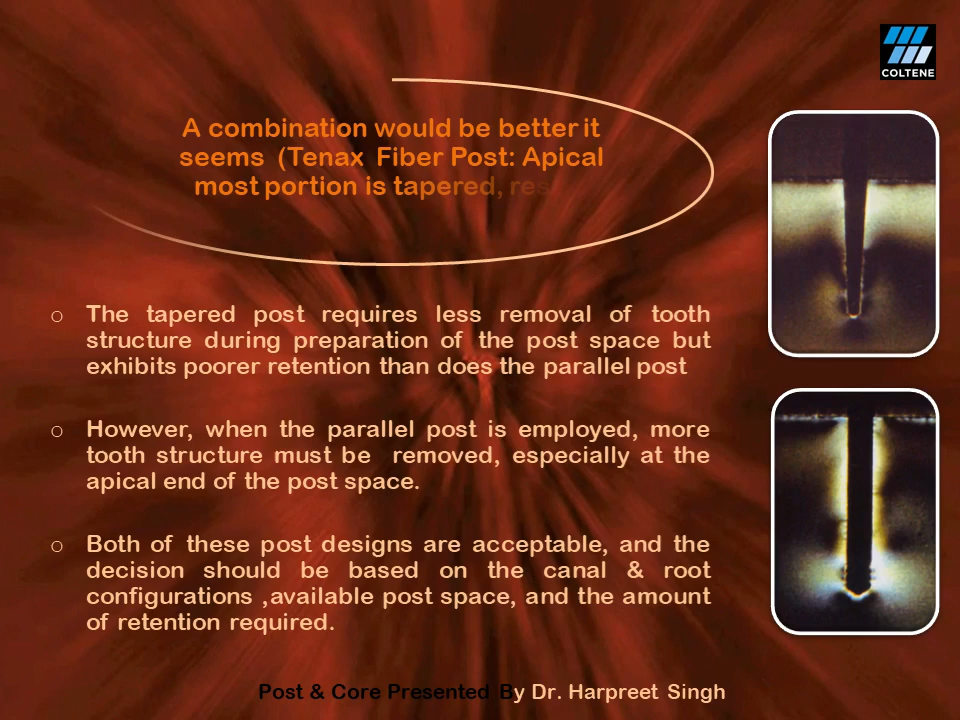 COLTENE
A combination would be better it
seems (Tenax Fiber Post: Apical
most portion is tapered, res
o The tapered post requires less removal of tooth
structure during preparation of the post space but
exhibits poorer retention than does the parallel post
o However, when the parallel post is employed, more
tooth structure must be removed, especially at the
apical end of the post space.
o Both of these post designs are acceptable, and the
decision should be based on the canal & root
configurations ,available post space, and the amount
of retention required.
Post & Core Presented By Dr. Harpreet Singh